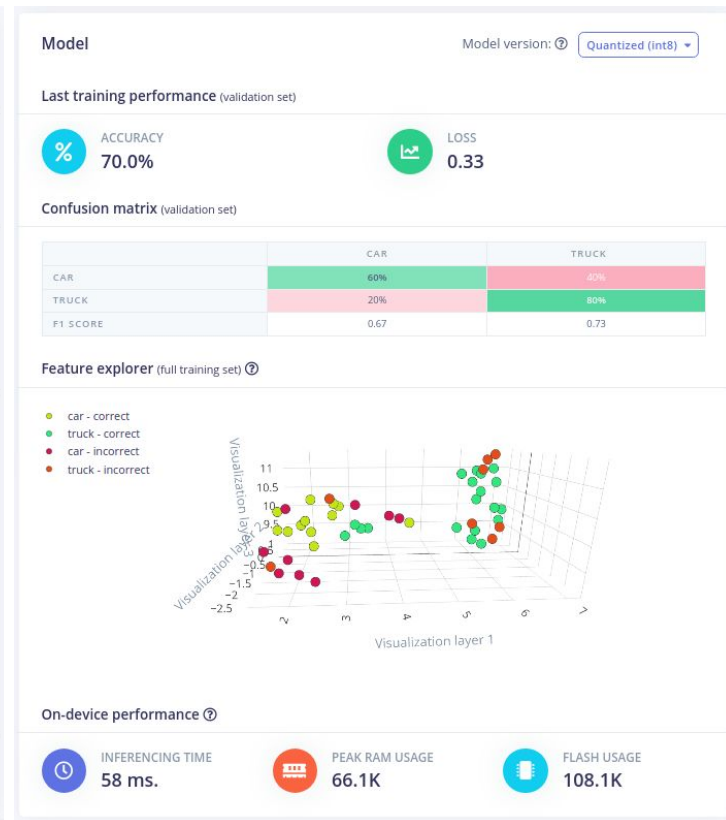 Model
Model version: Quantized (int8)
Last training performance (validation set)
% ACCURACY
70.0%
LOSS
0.33
Confusion matrix (validation set)
CAR TRUCK
CAR 60% 40%
TRUCK 20% 80%
F1 SCORE 0.67 0.73
Feature explorer (full training set)
car - correct
truck - correct
car - incorrect
truck - incorrect
Visualization layer 3
11
10.5
10
9.5
Visualization layer 2
1
−0.5
−1
−1.5
−2
−2.5
2 3 4 5 6 7
Visualization layer 1
On-device performance
INFERENCING TIME
58 ms.
PEAK RAM USAGE
66.1K
FLASH USAGE
108.1K